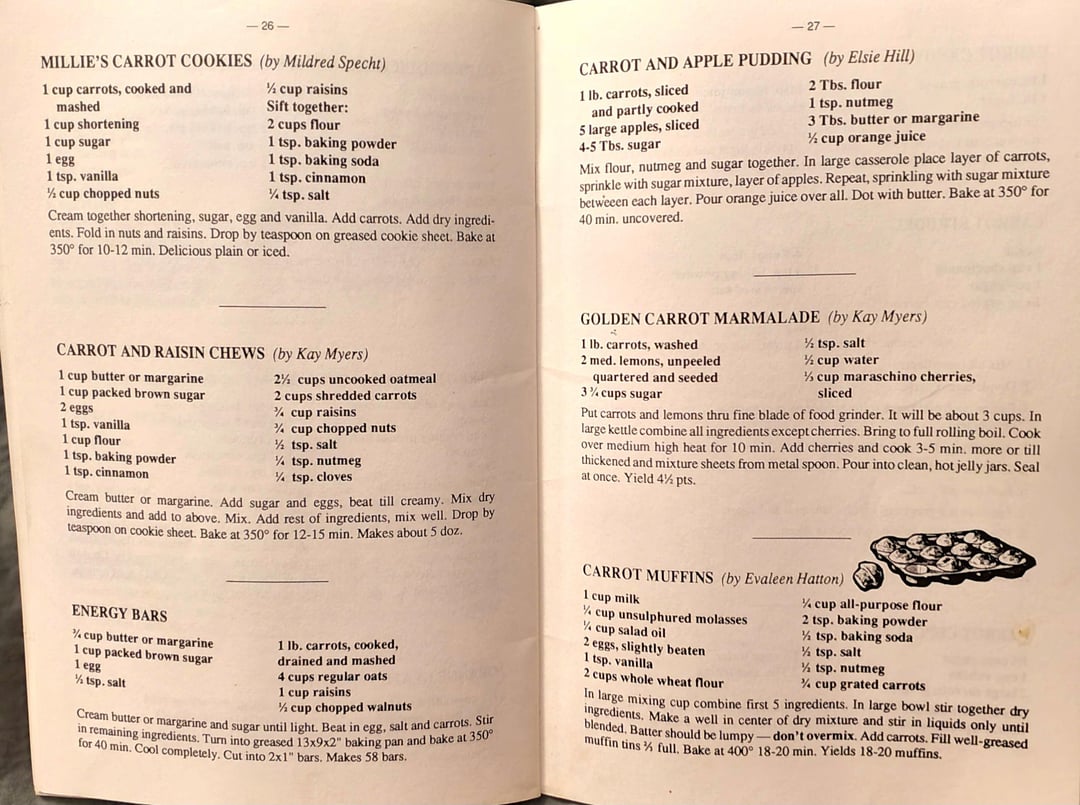 — 26 —
MILLIE'S CARROT COOKIES (by Mildred Specht)
1 cup carrots, cooked and
mashed
1 cup shortening
1 cup sugar
1 egg
1 tsp. vanilla
½ cup chopped nuts
½ cup raisins
Sift together:
2 cups flour
1 tsp. baking powder
1 tsp. baking soda
1 tsp. cinnamon
¼ tsp. salt
Cream together shortening, sugar, egg and vanilla. Add carrots. Add dry ingredi-
ents. Fold in nuts and raisins. Drop by teaspoon on greased cookie sheet. Bake at
350° for 10-12 min. Delicious plain or iced.
CARROT AND RAISIN CHEWS (by Kay Myers)
1 cup butter or margarine
1 cup packed brown sugar
2 eggs
1 tsp. vanilla
1 cup flour
1 tsp. baking powder
1 tsp. cinnamon
2½ cups uncooked oatmeal
2 cups shredded carrots
¾ cup raisins
¾ cup chopped nuts
½ tsp. salt
¼ tsp. nutmeg
¼ tsp. cloves
Cream butter or margarine. Add sugar and eggs, beat till creamy. Mix dry
ingredients and add to above. Mix. Add rest of ingredients, mix well. Drop by
teaspoon on cookie sheet. Bake at 350° for 12-15 min. Makes about 5 doz.
ENERGY BARS
¾ cup butter or margarine
1 cup packed brown sugar
1 egg
½ tsp. salt
1 lb. carrots, cooked,
drained and mashed
4 cups regular oats
1 cup raisins
½ cup chopped walnuts
Cream butter or margarine and sugar until light. Beat in egg, salt and carrots. Stir
in remaining ingredients. Turn into greased 13x9x2" baking pan and bake at 350°
for 40 min. Cool completely. Cut into 2x1" bars. Makes 58 bars.
— 27 —
CARROT AND APPLE PUDDING (by Elsie Hill)
1 lb. carrots, sliced
and partly cooked
5 large apples, sliced
4-5 Tbs. sugar
2 Tbs. flour
1 tsp. nutmeg
3 Tbs. butter or margarine
½ cup orange juice
Mix flour, nutmeg and sugar together. In large casserole place layer of carrots,
sprinkle with sugar mixture, layer of apples. Repeat, sprinkling with sugar mixture
betweeen each layer. Pour orange juice over all. Dot with butter. Bake at 350° for
40 min. uncovered.
GOLDEN CARROT MARMALADE (by Kay Myers)
1 lb. carrots, washed
2 med. lemons, unpeeled
quartered and seeded
3 ¾ cups sugar
½ tsp. salt
½ cup water
⅓ cup maraschino cherries,
sliced
Put carrots and lemons thru fine blade of food grinder. It will be about 3 cups. In
large kettle combine all ingredients except cherries. Bring to full rolling boil. Cook
over medium high heat for 10 min. Add cherries and cook 3-5 min. more or till
thickened and mixture sheets from metal spoon. Pour into clean, hot jelly jars. Seal
at once. Yield 4½ pts.
CARROT MUFFINS (by Evaleen Hatton)
1 cup milk
¼ cup unsulphured molasses
¼ cup salad oil
2 eggs, slightly beaten
1 tsp. vanilla
2 cups whole wheat flour
¼ cup all-purpose flour
2 tsp. baking powder
½ tsp. baking soda
½ tsp. salt
½ tsp. nutmeg
¾ cup grated carrots
In large mixing cup combine first 5 ingredients. In large bowl stir together dry
ingredients. Make a well in center of dry mixture and stir in liquids only until
blended. Batter should be lumpy — don't overmix. Add carrots. Fill well-greased
muffin tins ⅔ full. Bake at 400° 18-20 min. Yields 18-20 muffins.